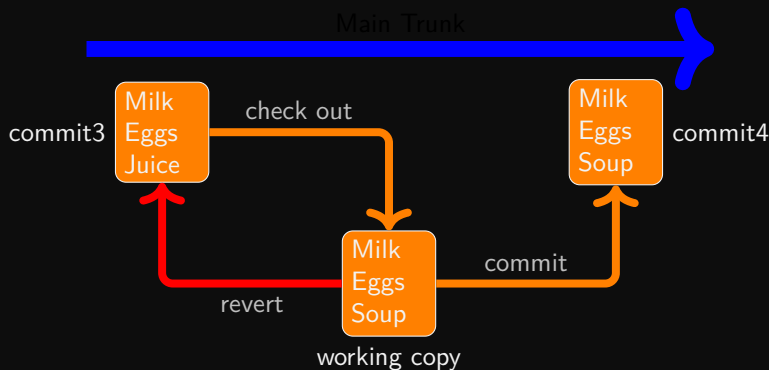 Main Trunk
Milk
Eggs
Juice
commit3
check out
Milk
Eggs
Soup
commit4
revert
Milk
Eggs
Soup
commit
working copy